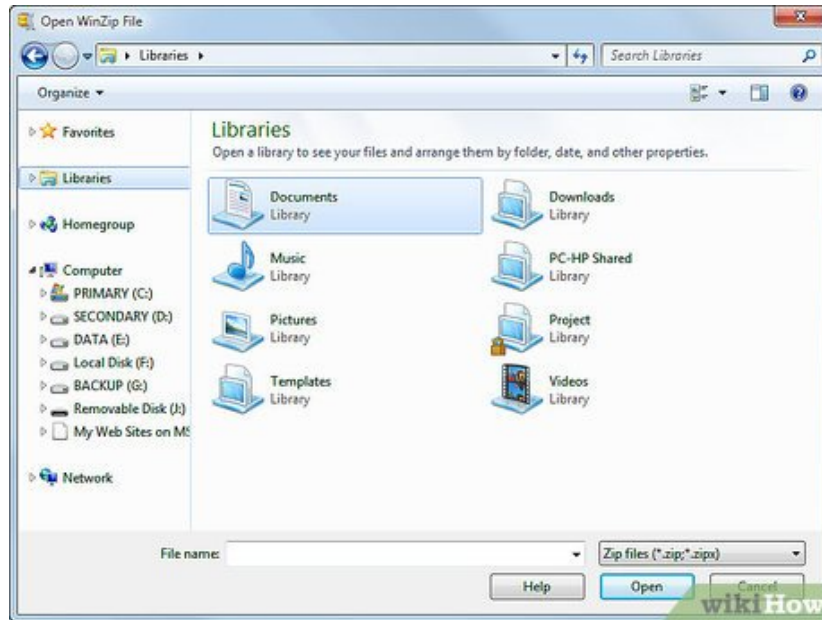 Open WinZip File
Libraries
Search Libraries
Organize
Favorites
Libraries
Homegroup
Computer
PRIMARY (C:)
SECONDARY (D:)
DATA (E:)
Local Disk (F:)
BACKUP (G:)
Removable Disk (J:)
My Web Sites on MS
Network
Libraries
Open a library to see your files and arrange them by folder, date, and other properties.
Documents
Library
Downloads
Library
Music
Library
PC-HP Shared
Library
Pictures
Library
Project
Library
Templates
Library
Videos
Library
File name:
Zip files (*.zip;*.zipx)
Help
Open
Cancel
wikiHow